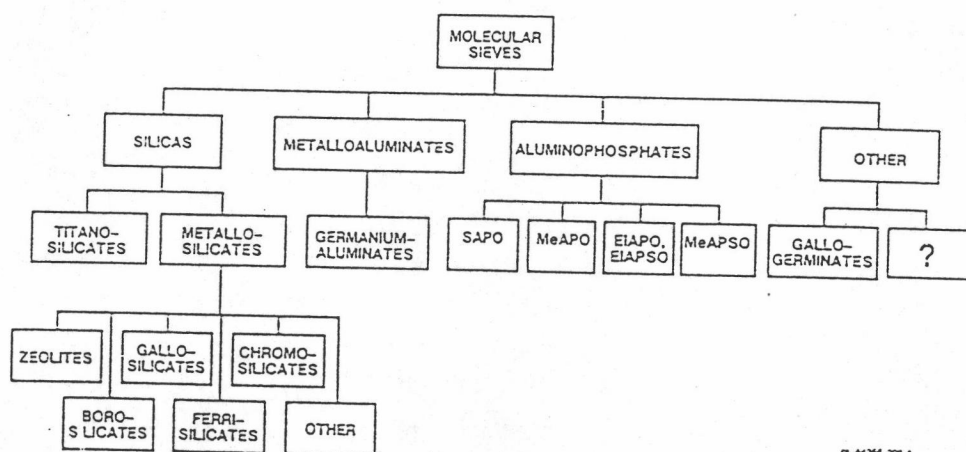 MOLECULAR
SIEVES
SILICAS
METALLOALUMINATES
ALUMINOPHOSPHATES
OTHER
TITANO-
SILICATES
METALLO-
SILICATES
GERMANIUM-
ALUMINATES
SAPO
MeAPO
ElAPO,
ElAPSO
MeAPSO
GALLO-
GERMINATES
?
ZEOLITES
GALLO-
SILICATES
CHROMO-
SILICATES
BORO-
SILICATES
FERRI-
SILICATES
OTHER